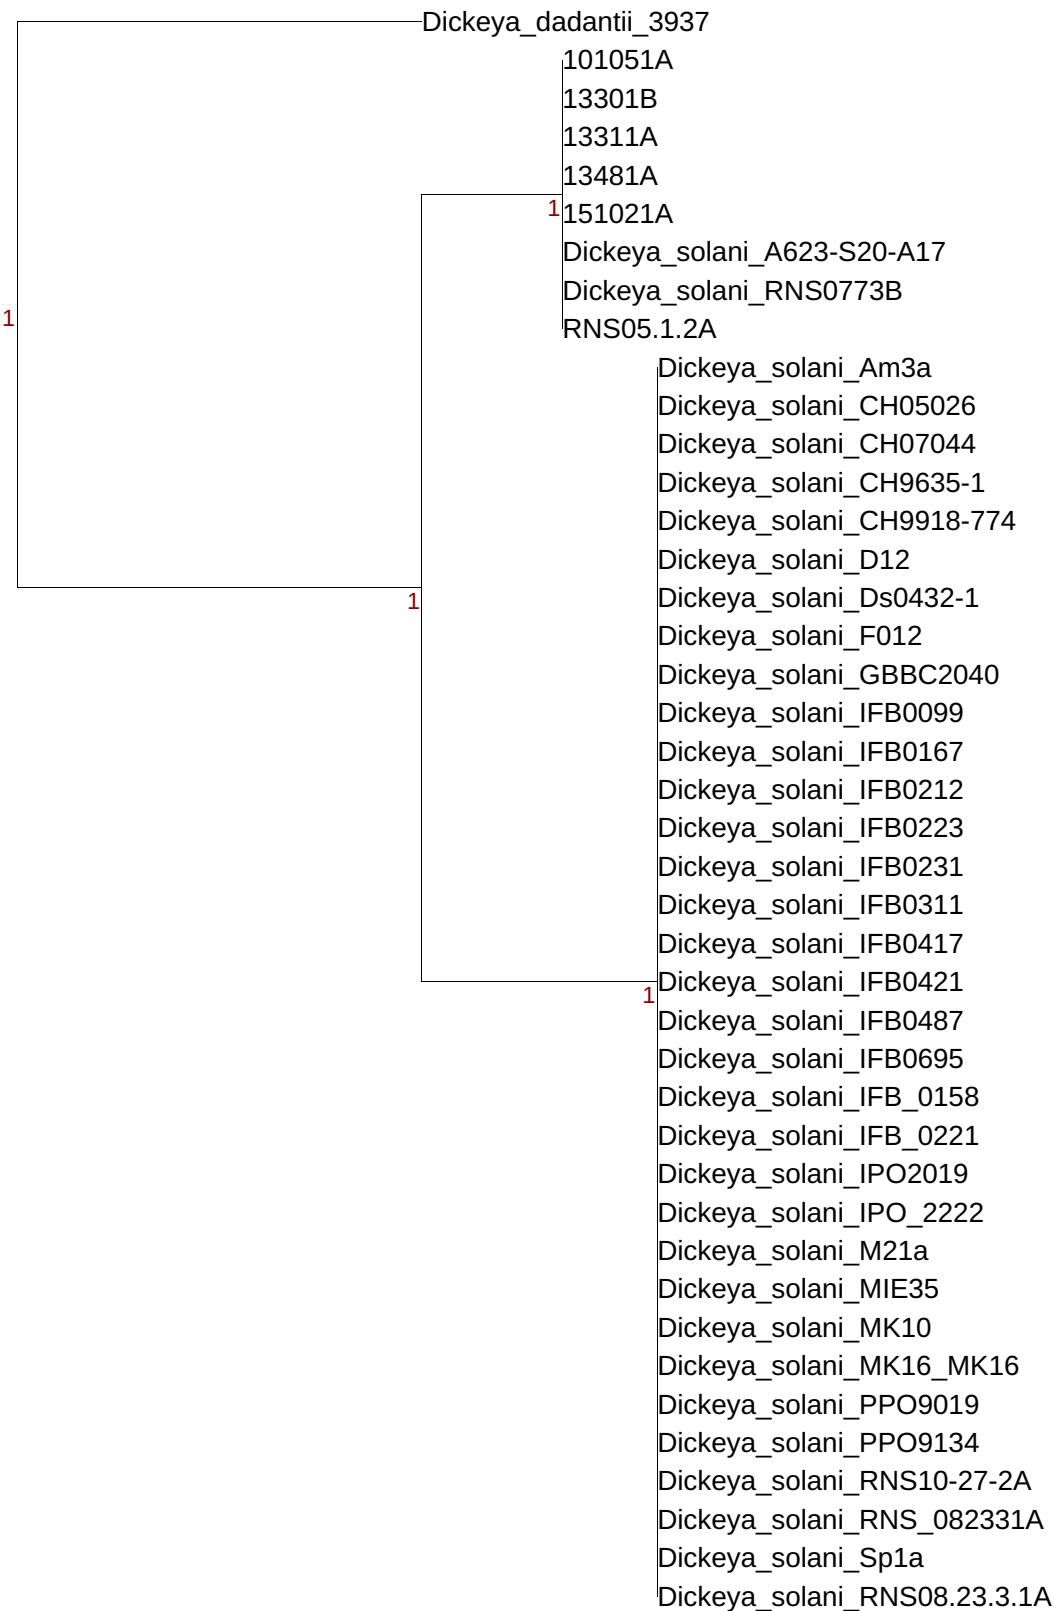 Dickeya_dadantii_3937
101051A
13301B
13311A
13481A
1
151021A
Dickeya_solani_A623-S20-A17
Dickeya_solani_RNS0773B
1
RNS05.1.2A
Dickeya_solani_Am3a
Dickeya_solani_CH05026
Dickeya_solani_CH07044
Dickeya_solani_CH9635-1
Dickeya_solani_CH9918-774
Dickeya_solani_D12
1
Dickeya_solani_Ds0432-1
Dickeya_solani_F012
Dickeya_solani_GBBC2040
Dickeya_solani_IFB0099
Dickeya_solani_IFB0167
Dickeya_solani_IFB0212
Dickeya_solani_IFB0223
Dickeya_solani_IFB0231
Dickeya_solani_IFB0311
Dickeya_solani_IFB0417
1
Dickeya_solani_IFB0421
Dickeya_solani_IFB0487
Dickeya_solani_IFB0695
Dickeya_solani_IFB_0158
Dickeya_solani_IFB_0221
Dickeya_solani_IPO2019
Dickeya_solani_IPO_2222
Dickeya_solani_M21a
Dickeya_solani_MIE35
Dickeya_solani_MK10
Dickeya_solani_MK16_MK16
Dickeya_solani_PPO9019
Dickeya_solani_PPO9134
Dickeya_solani_RNS10-27-2A
Dickeya_solani_RNS_082331A
Dickeya_solani_Sp1a
Dickeya_solani_RNS08.23.3.1A